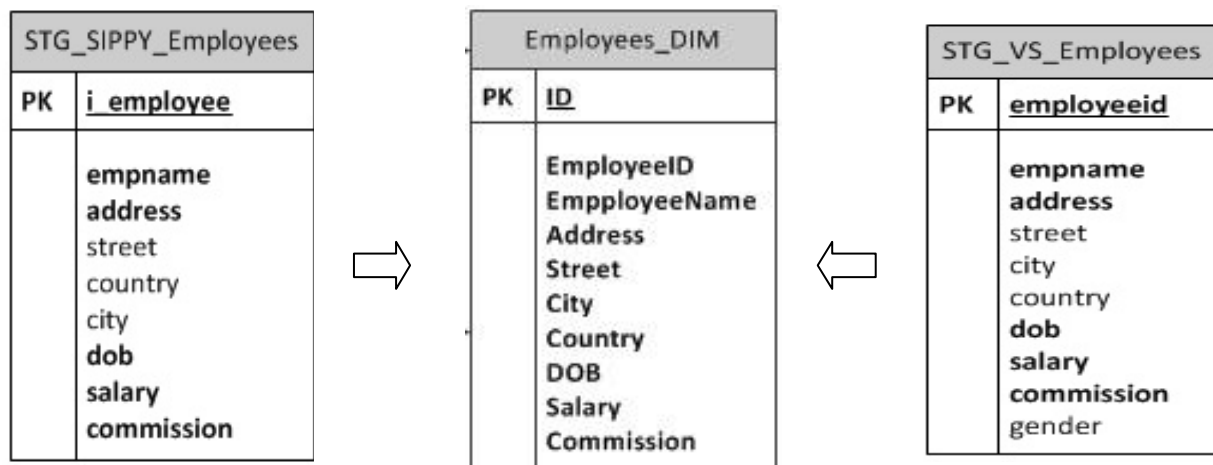 STG_SIPPY_Employees
PK i_employee
empname
address
street
country
city
dob
salary
commission
Employees_DIM
PK ID
EmployeeID
EmpployeeName
Address
Street
City
Country
DOB
Salary
Commission
STG_VS_Employees
PK employeeid
empname
address
street
city
country
dob
salary
commission
gender